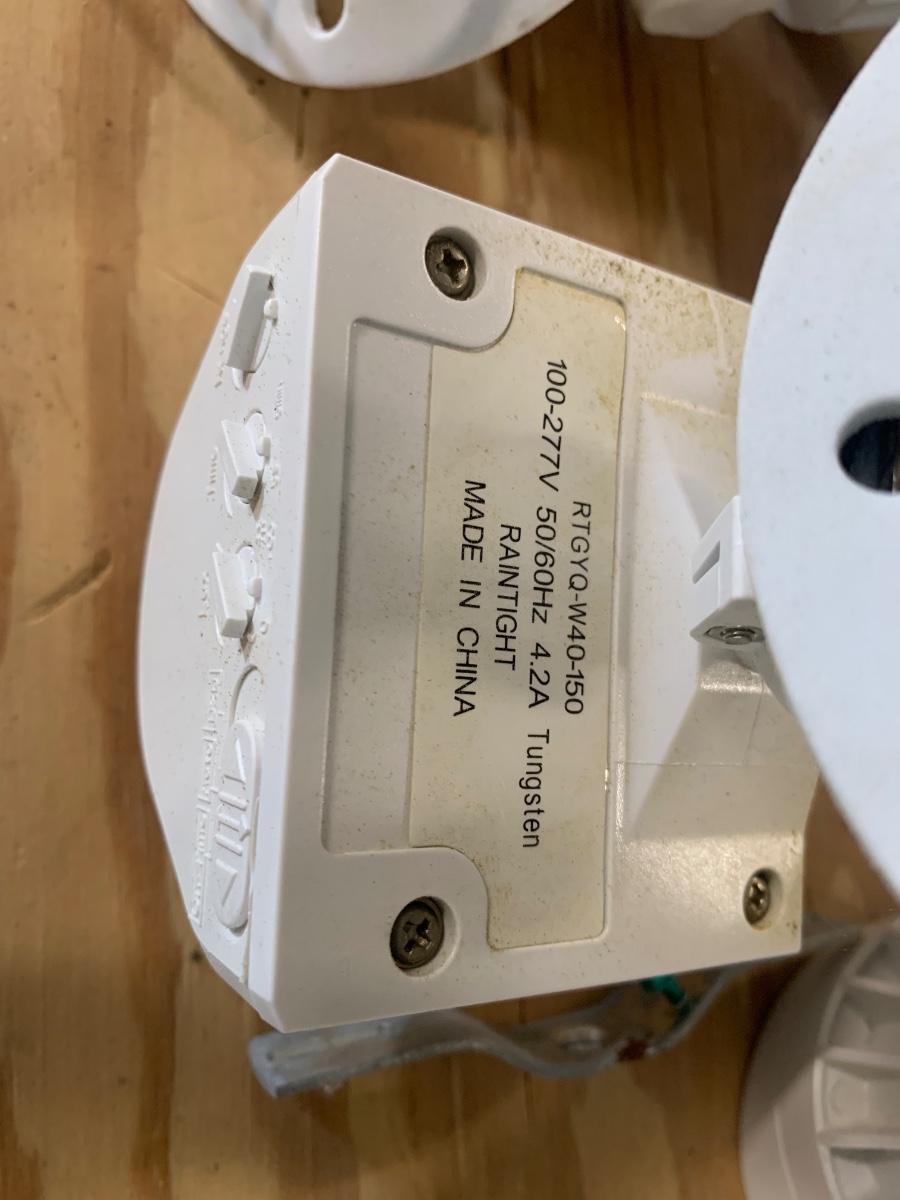 RTGYQ-W40-150
100-277V 50/60Hz 4.2A Tungsten
RAINTIGHT
MADE IN CHINA